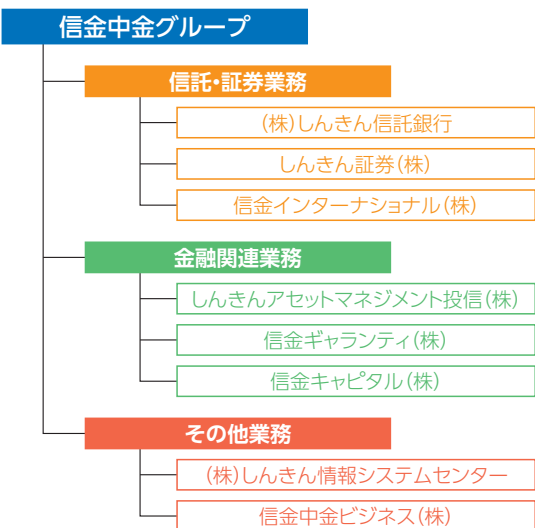 信金中金グループ
信託・証券業務
(株)しんきん信託銀行
しんきん証券(株)
信金インターナショナル(株)
金融関連業務
しんきんアセットマネジメント投信(株)
信金ギャランティ(株)
信金キャピタル(株)
その他業務
(株)しんきん情報システムセンター
信金中金ビジネス(株)